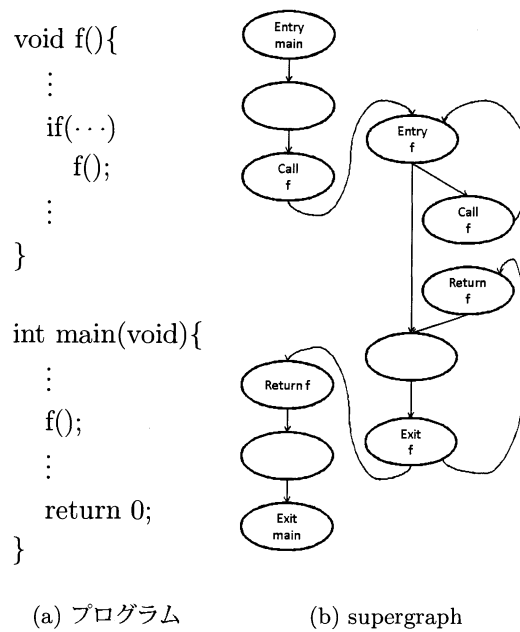 void f(){
⋮
if(⋯)
f();
⋮
}
int main(void){
⋮
f();
⋮
return 0;
}
(a) プログラム
Entry
main
Call
f
Entry
f
Call
f
Return
f
Return f
Exit
f
Exit
main
(b) supergraph